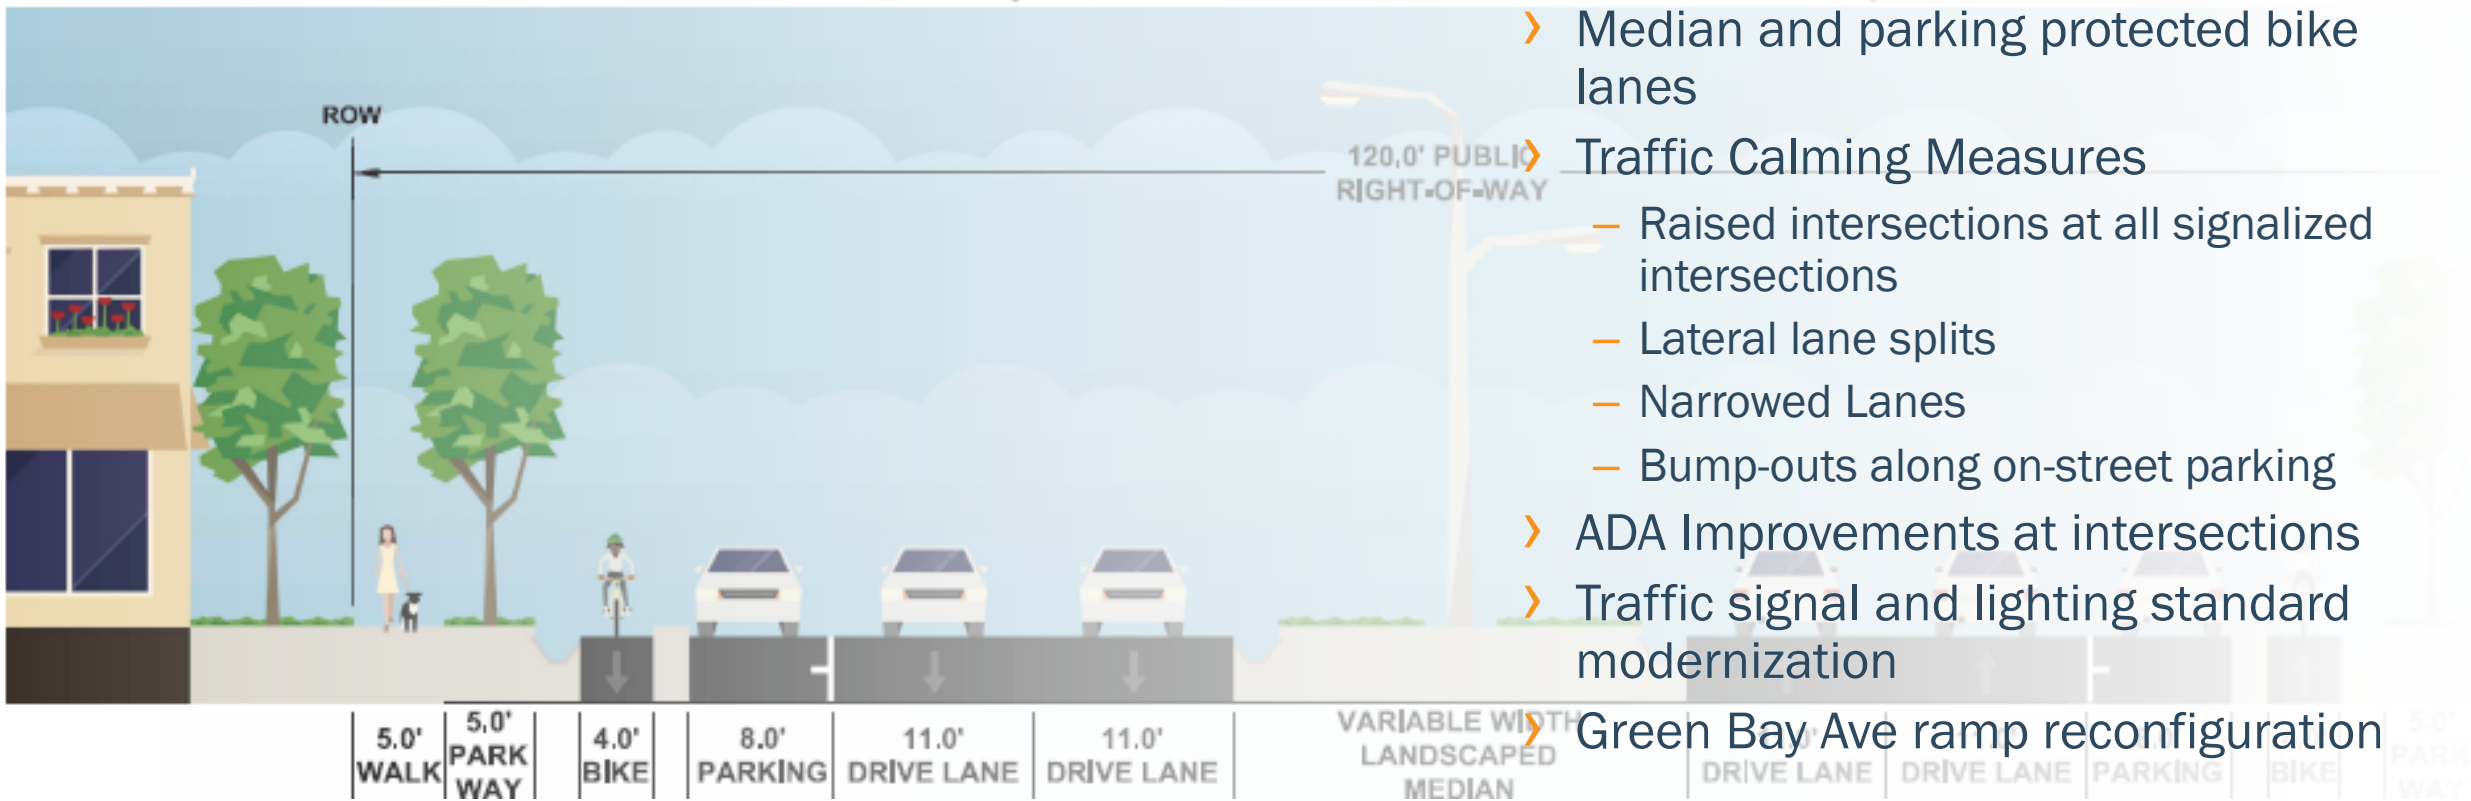 ROW
120.0' PUBLIC
RIGHT-OF-WAY
› Median and parking protected bike
lanes
› Traffic Calming Measures
– Raised intersections at all signalized
intersections
– Lateral lane splits
– Narrowed Lanes
– Bump-outs along on-street parking
› ADA Improvements at intersections
› Traffic signal and lighting standard
modernization
› Green Bay Ave ramp reconfiguration
5.0'
WALK
5.0'
PARK
WAY
4.0'
BIKE
8.0'
PARKING
11.0'
DRIVE LANE
11.0'
DRIVE LANE
VARIABLE WIDTH
LANDSCAPED
MEDIAN
DRIVE LANE
DRIVE LANE
PARKING
BIKE
5.0'
PARK
WAY